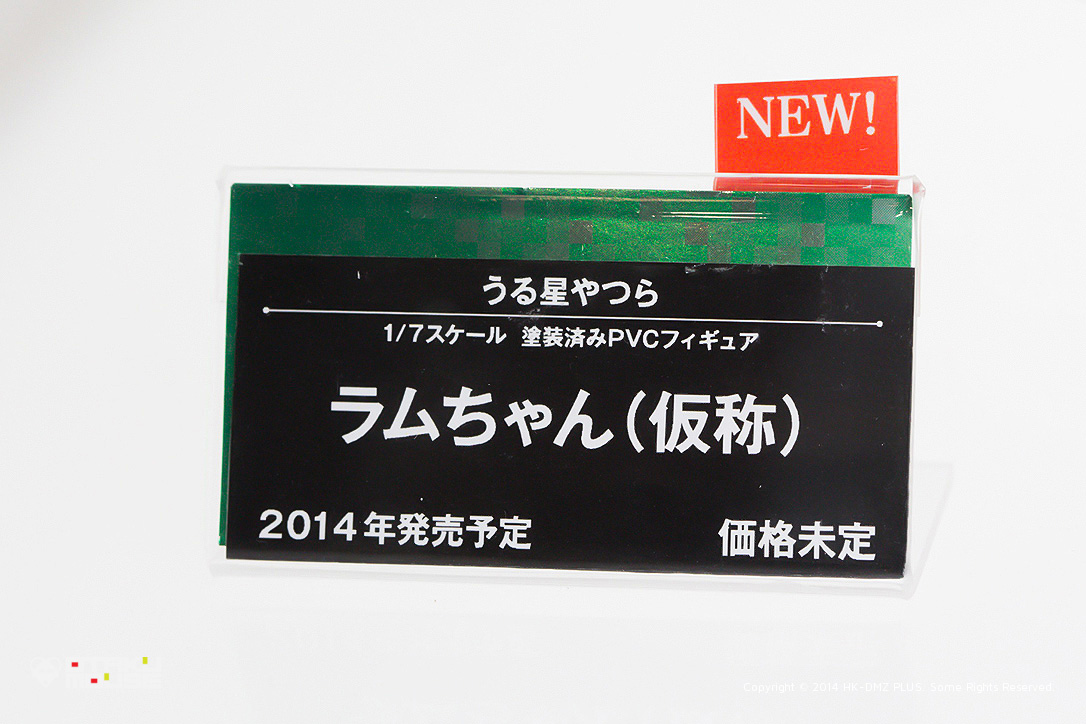 NEW!
うる星やつら
1/7スケール 塗装済みPVCフィギュア
ラムちゃん(仮称)
2014年発売予定
価格未定
Copyright © 2014 HK-DMZ PLUS. Some Rights Reserved.